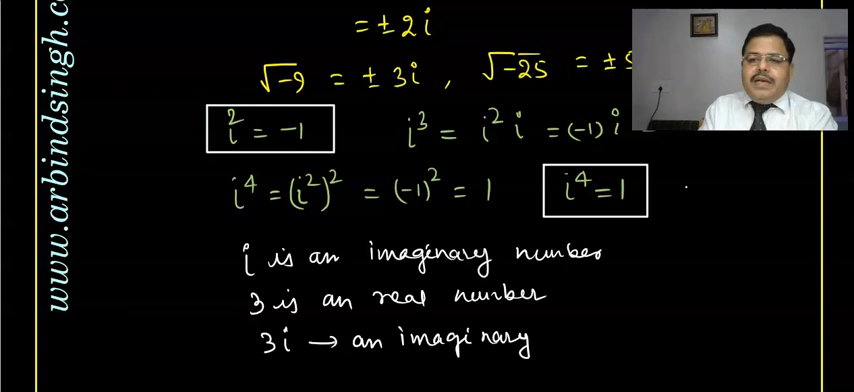 www.arbindsingh.c
= ± 2i
√-9 = ± 3i , √-25 = ±
i² = -1 i³ = i² i = (-1) i
i⁴ = (i²)² = (-1)² = 1 i⁴ = 1
i is an imaginary number
3 is an real number
3i → an imaginary